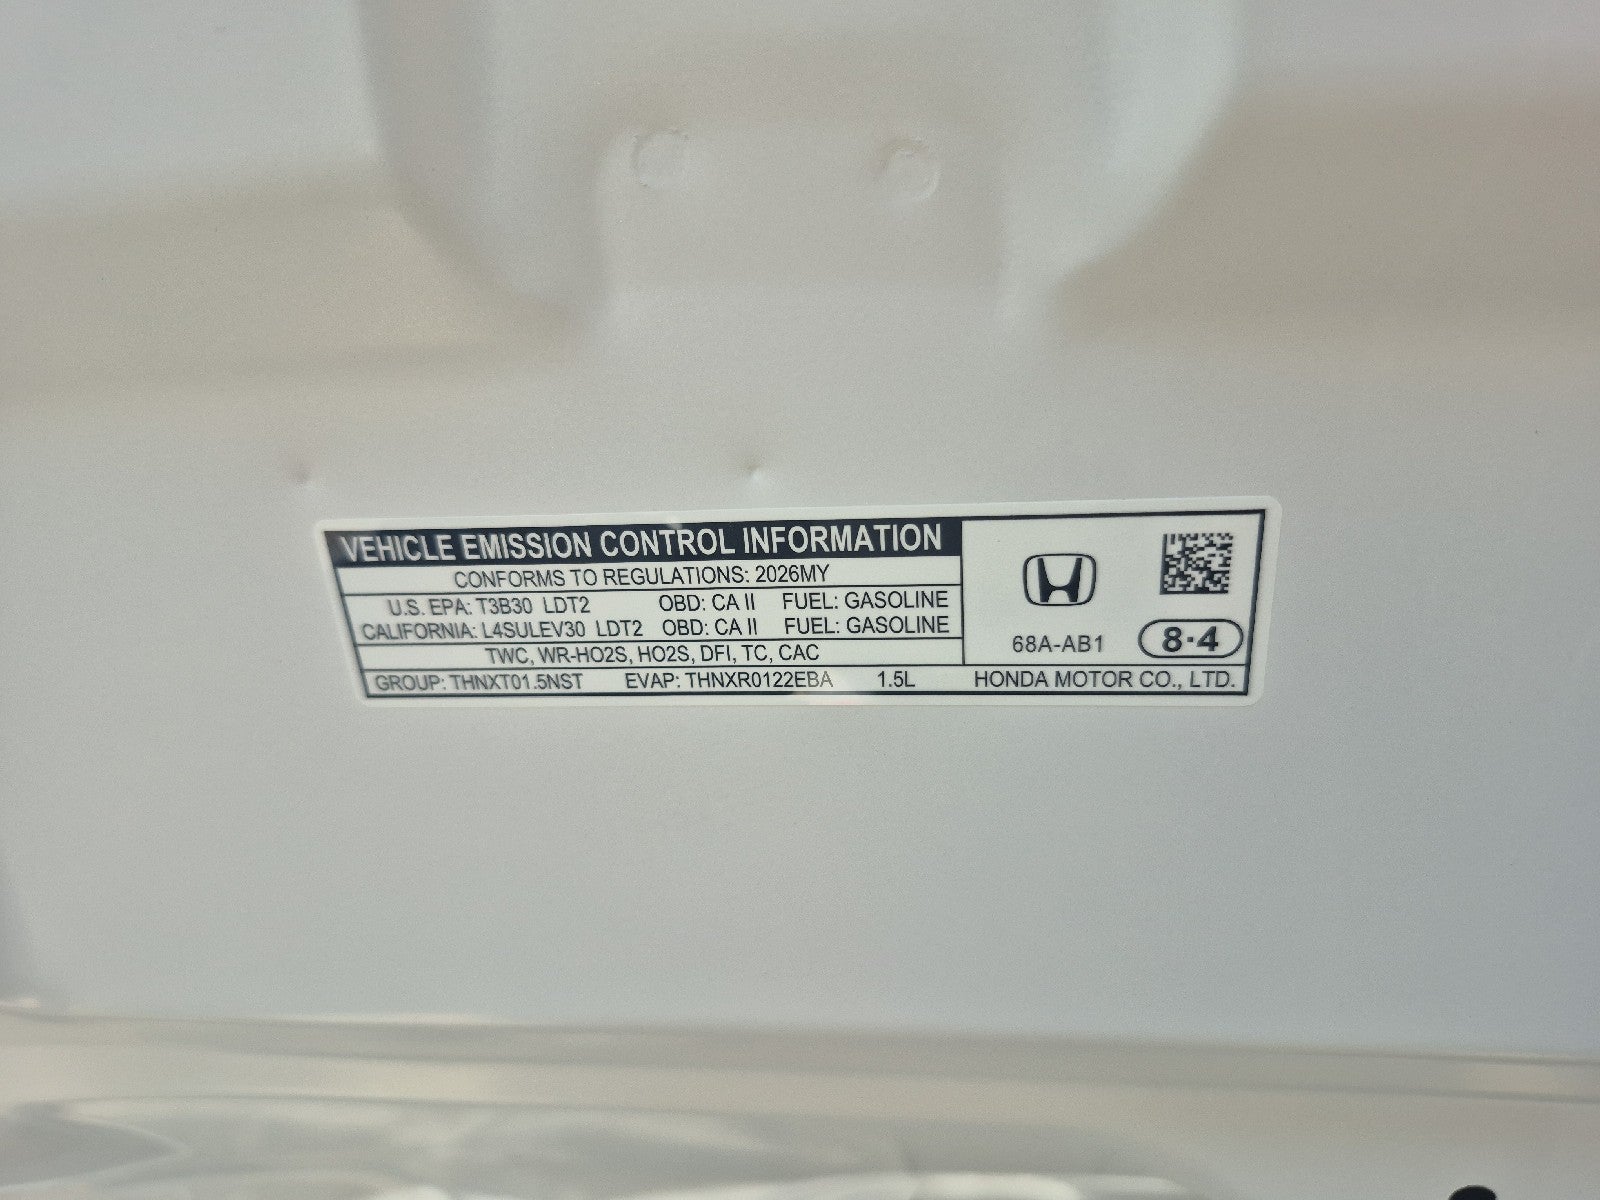 VEHICLE EMISSION CONTROL INFORMATION
CONFORMS TO REGULATIONS: 2026MY
U.S. EPA: T3B30 LDT2 OBD: CA II FUEL: GASOLINE
CALIFORNIA: L4SULEV30 LDT2 OBD: CA II FUEL: GASOLINE
TWC, WR-HO2S, HO2S, DFI, TC, CAC
68A-AB1 8·4
GROUP: THNXT01.5NST EVAP: THNXR0122EBA 1.5L HONDA MOTOR CO., LTD.